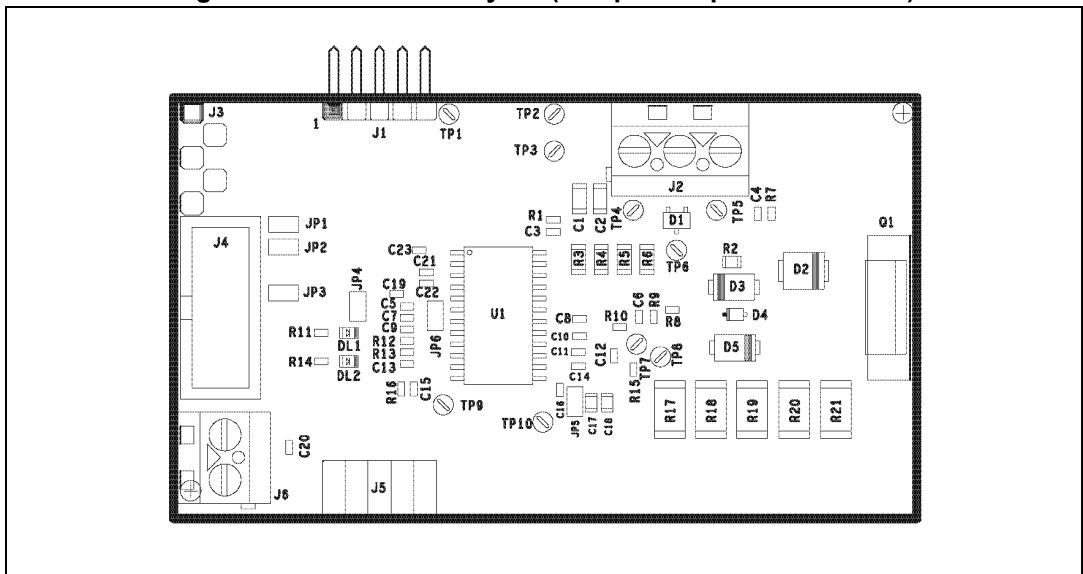 J3
1
J1
TP1
TP2
TP3
J2
C4
R7
R1
C3
C1
C2
TP4
D1
TP5
TP6
Q1
JP1
JP2
J4
JP3
JP4
C23
C21
C22
C19
C5
C7
C9
R12
R13
C13
JP6
U1
R3
R4
R5
R6
R2
D2
D3
D4
D5
C6
R9
R8
R10
C8
C10
C11
C14
C12
TP7
TP8
R15
R11
DL1
R14
DL2
R16
C15
TP9
TP10
C16
JP5
C17
C18
R17
R18
R19
R20
R21
C20
J6
J5